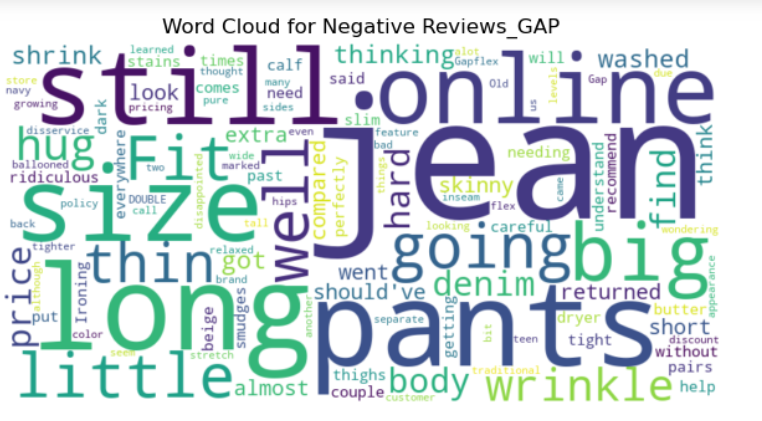 Word Cloud for Negative Reviews_GAP
shrink
learned
stains
times
thought
calf
thinking
alot
Gapflex
will
washed
store
navy
growing
still
look
pricing
comes
pure
many
need
sides
said
online
Old
us
levels
Gap
due
dark
disservice
hug
ballooned
ridiculous
everywhere
Fit
two
extra
even
wide
marked
past
disappointed
slim
feature
bad
jean
needing
understand
recommend
find
think
size
DOUBLE
call
policy
back
well
hips
tall
compared
perfectly
things
hard
skinny
inseam
flex
came
looking
careful
wondering
tighter
thin
relaxed
got
brand
going
big
price
although
put
color
Ironing
long
beige
smudges
another
went
should've
denim
returned
appearance
butter
pants
separate
getting
bit
teen
dryer
tight
short
discount
without
pairs
seem
stretch
little
almost
thighs
couple
body
customer
traditional
wrinkle
help